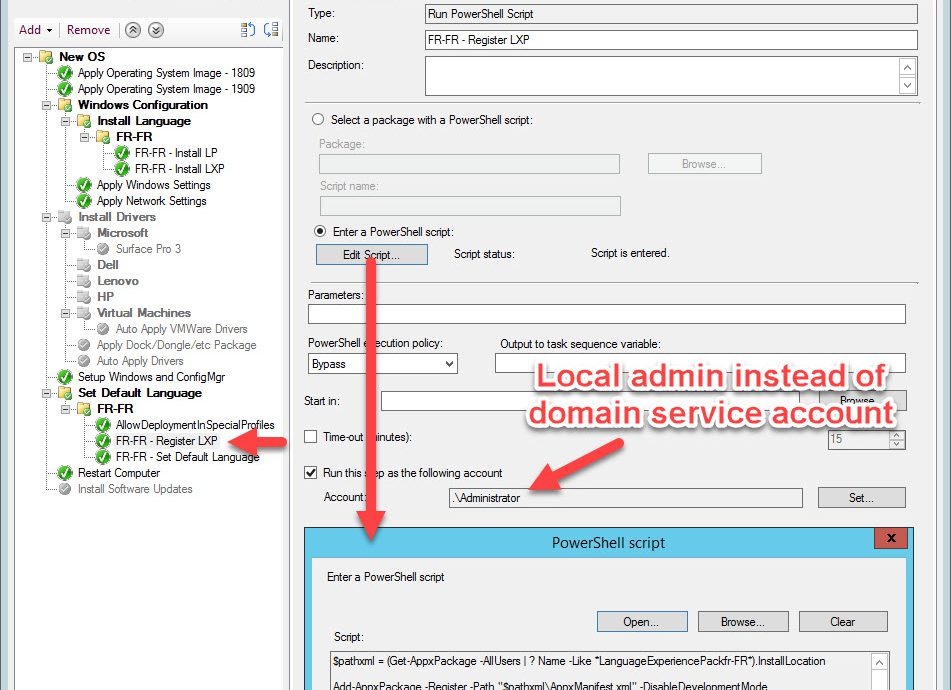 Add
Remove
New OS
Apply Operating System Image - 1809
Apply Operating System Image - 1909
Windows Configuration
Install Language
FR-FR
FR-FR - Install LP
FR-FR - Install LXP
Apply Windows Settings
Apply Network Settings
Install Drivers
Microsoft
Surface Pro 3
Dell
Lenovo
HP
Virtual Machines
Auto Apply VMWare Drivers
Apply Dock/Dongle/etc Package
Auto Apply Drivers
Setup Windows and ConfigMgr
Set Default Language
FR-FR
AllowDeploymentInSpecialProfiles
FR-FR - Register LXP
FR-FR - Set Default Language
Restart Computer
Install Software Updates
Type:
Run PowerShell Script
Name:
FR-FR - Register LXP
Description:
Select a package with a PowerShell script:
Package:
Browse...
Script name:
Enter a PowerShell script:
Edit Script...
Script status:
Script is entered.
Parameters:
PowerShell execution policy:
Output to task sequence variable:
Bypass
Local admin instead of
domain service account
Start in:
Browse...
Time-out (minutes):
15
Run this step as the following account
Account:
.\Administrator
Set...
PowerShell script
x
Enter a PowerShell script
Open...
Browse...
Clear
Script:
$pathxml = (Get-AppxPackage -AllUsers | ? Name -Like *LanguageExperiencePackfr-FR*).InstallLocation
Add-AppxPackage -Register -Path "$pathxml\AppxManifest.xml" -DisableDevelopmentMode